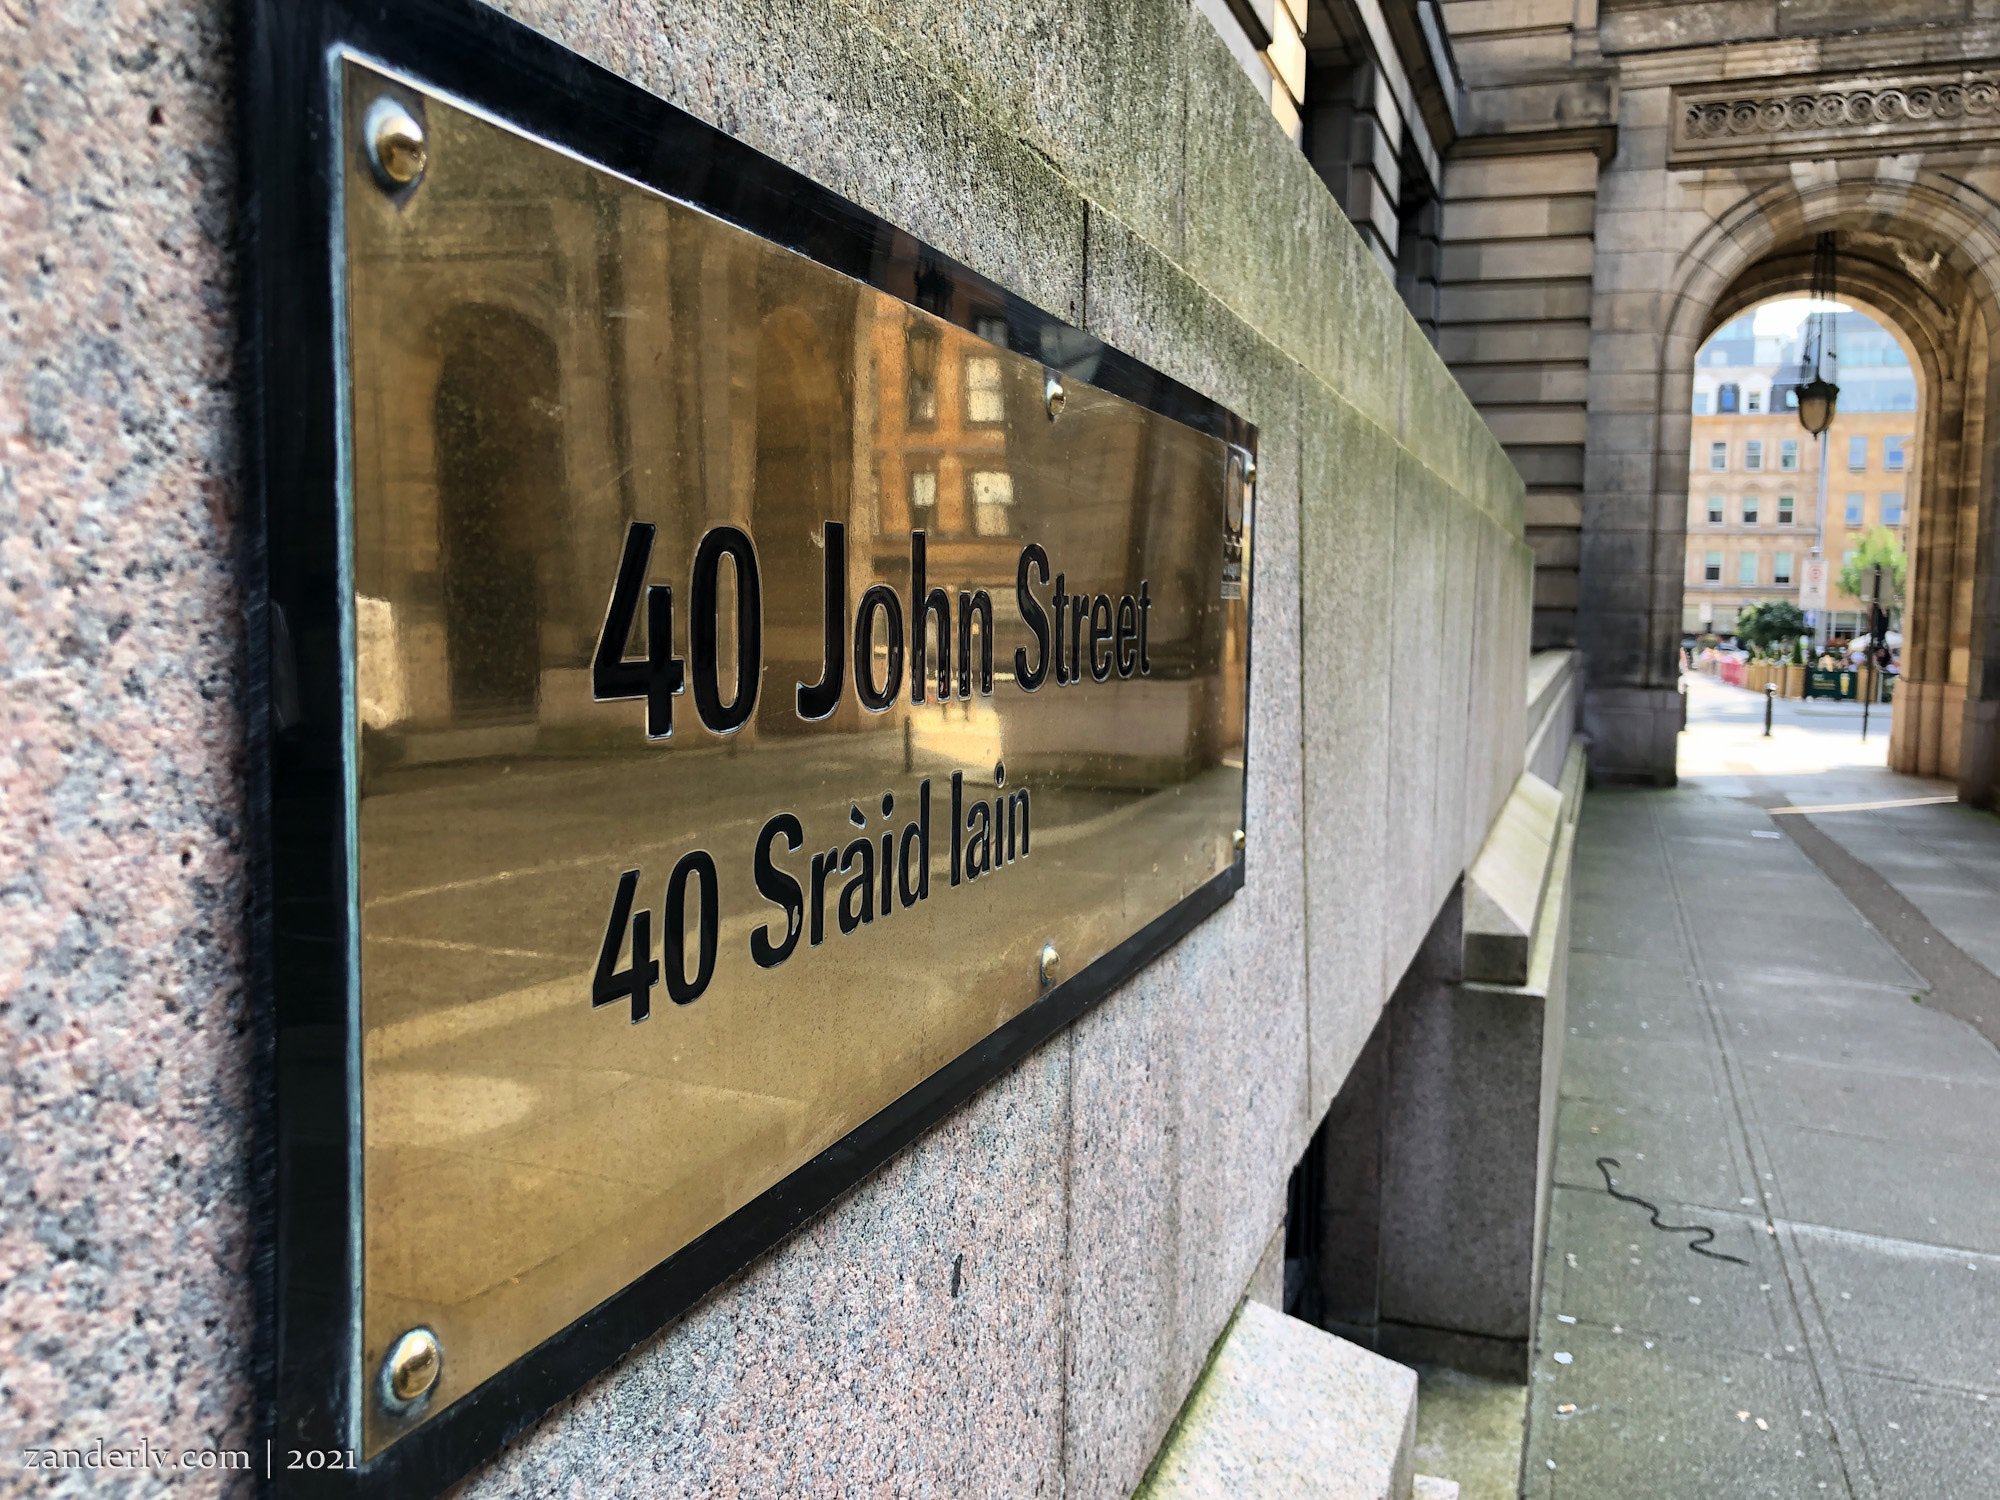 40 John Street
40 Sràid Iain
zanderlv.com | 2021